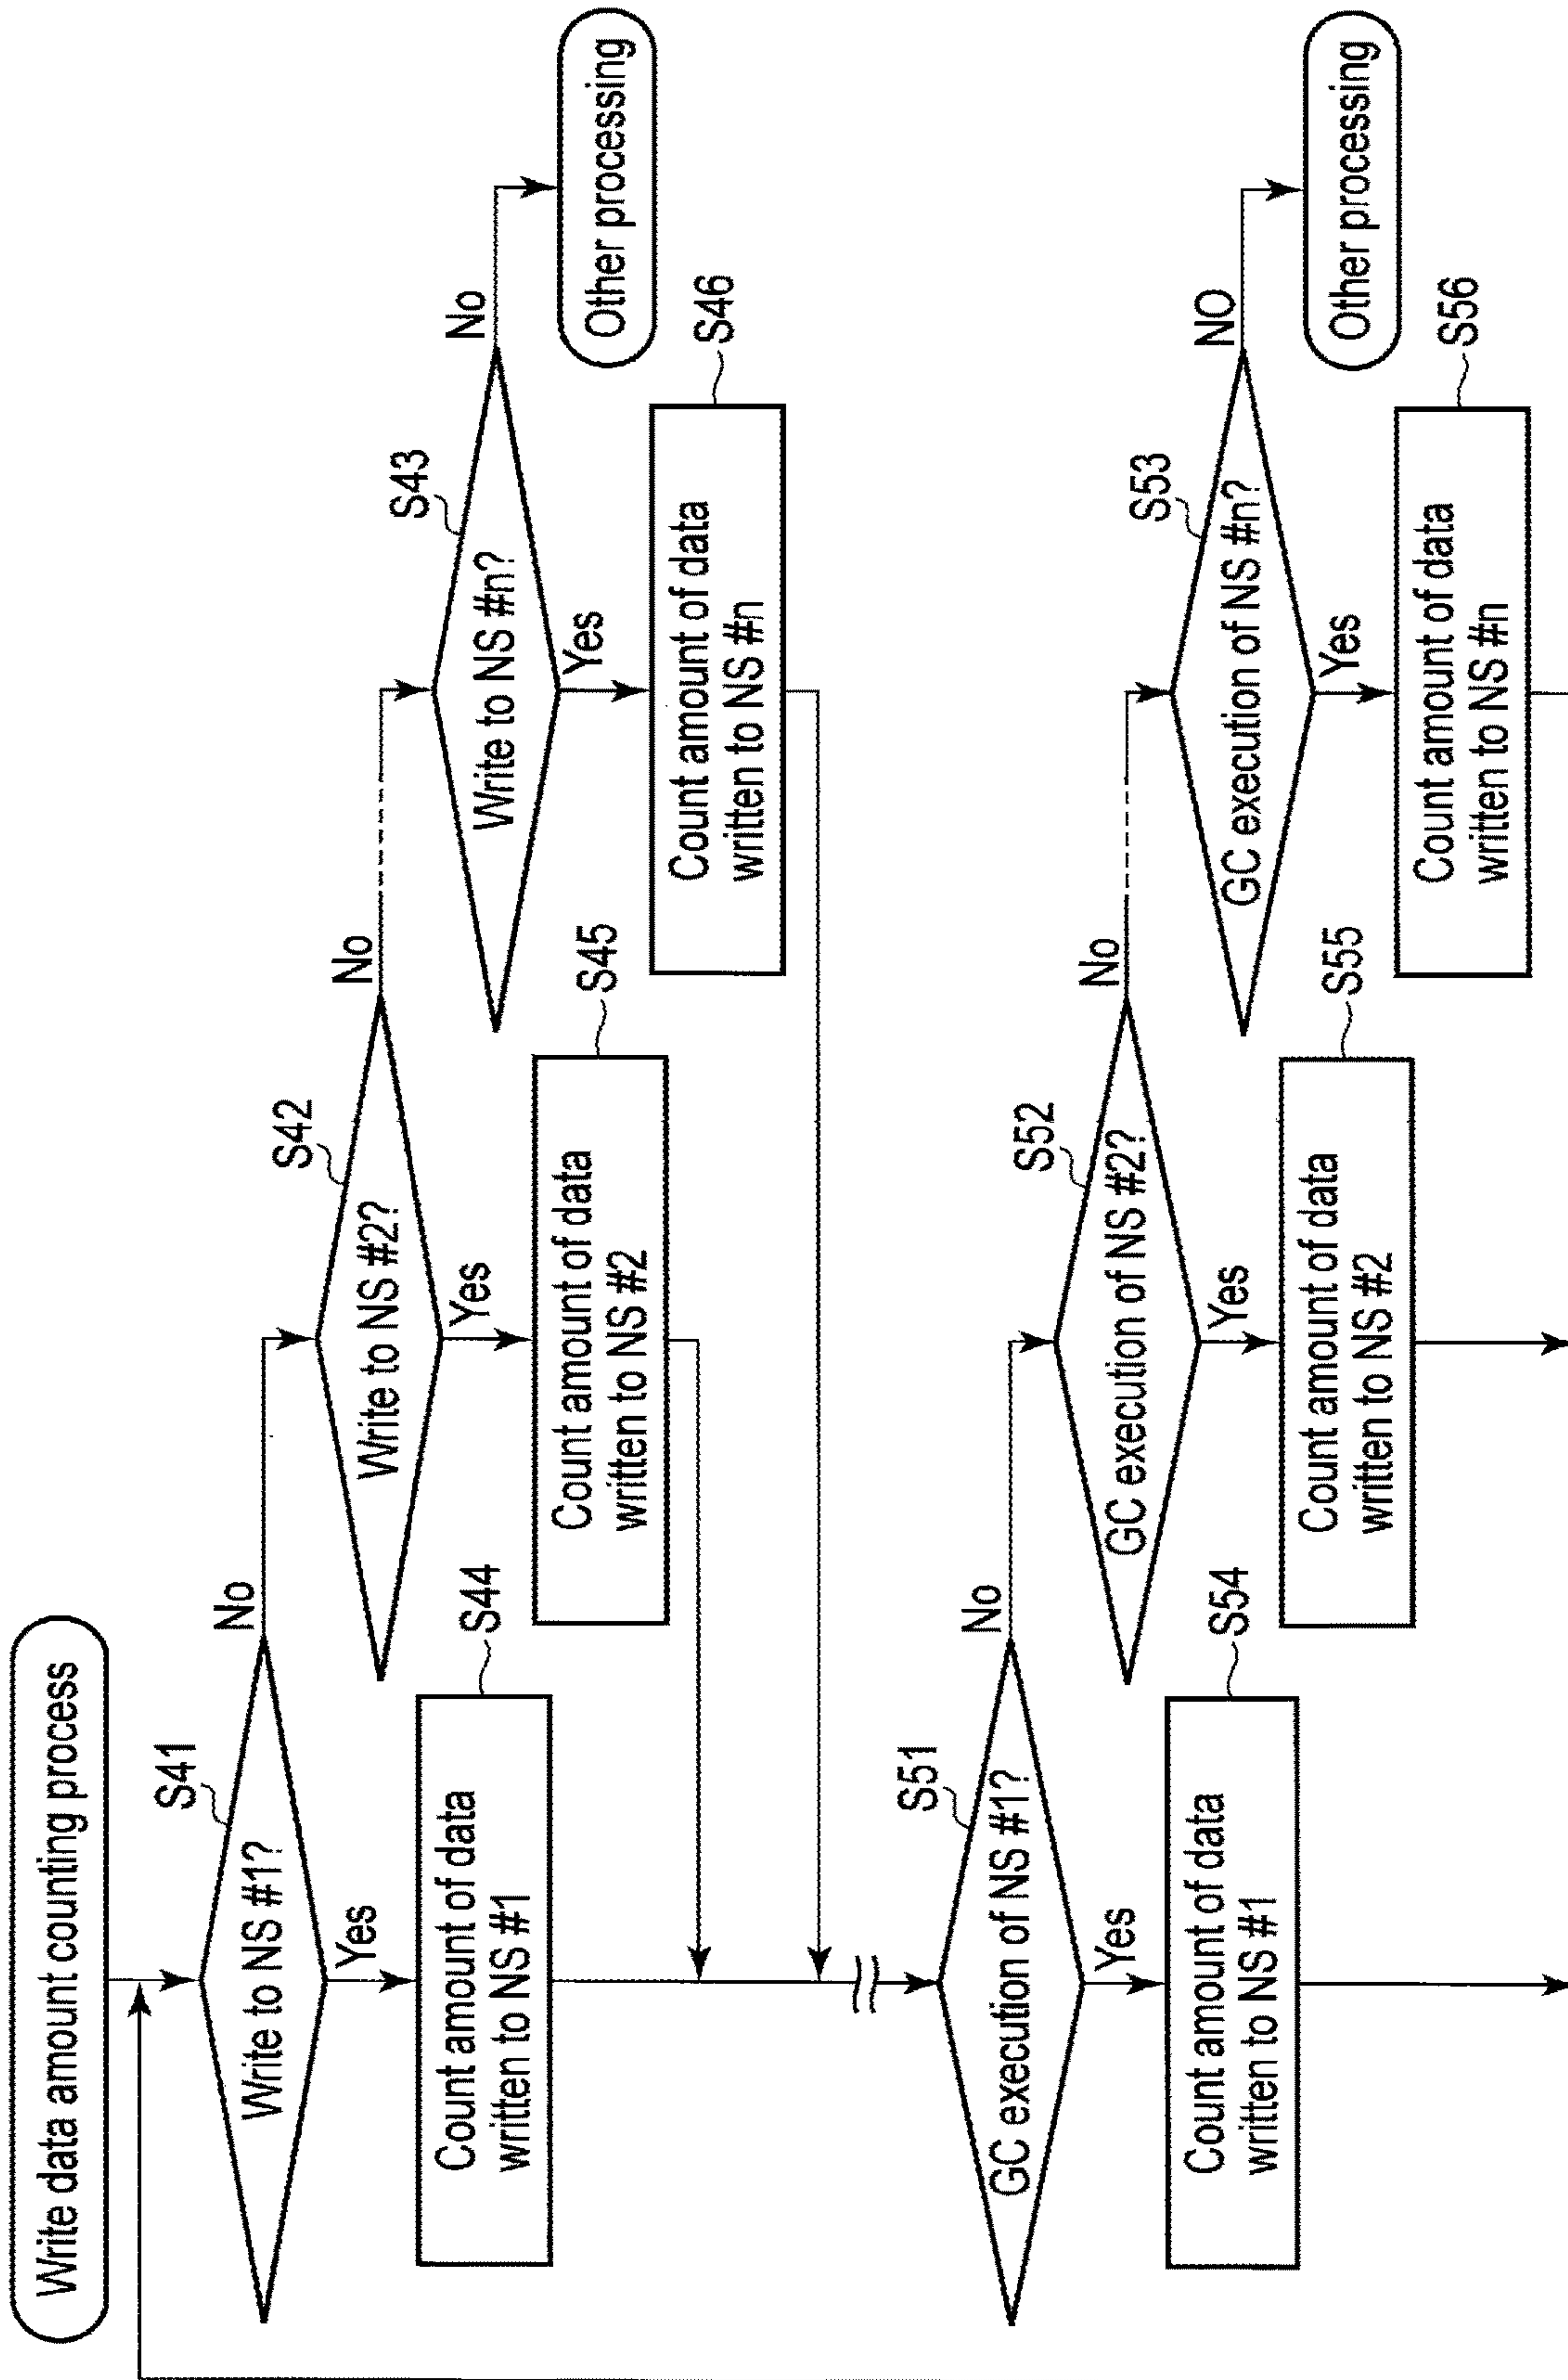 Write data amount counting process
S41
Write to NS #1?
No
Yes
S42
Write to NS #2?
No
Yes
S43
Write to NS #n?
No
Yes
Other processing
S44
Count amount of data
written to NS #1
S45
Count amount of data
written to NS #2
S46
Count amount of data
written to NS #n
S51
GC execution of NS #1?
No
Yes
S52
GC execution of NS #2?
No
Yes
S53
GC execution of NS #n?
NO
Yes
Other processing
S54
Count amount of data
written to NS #1
S55
Count amount of data
written to NS #2
S56
Count amount of data
written to NS #n